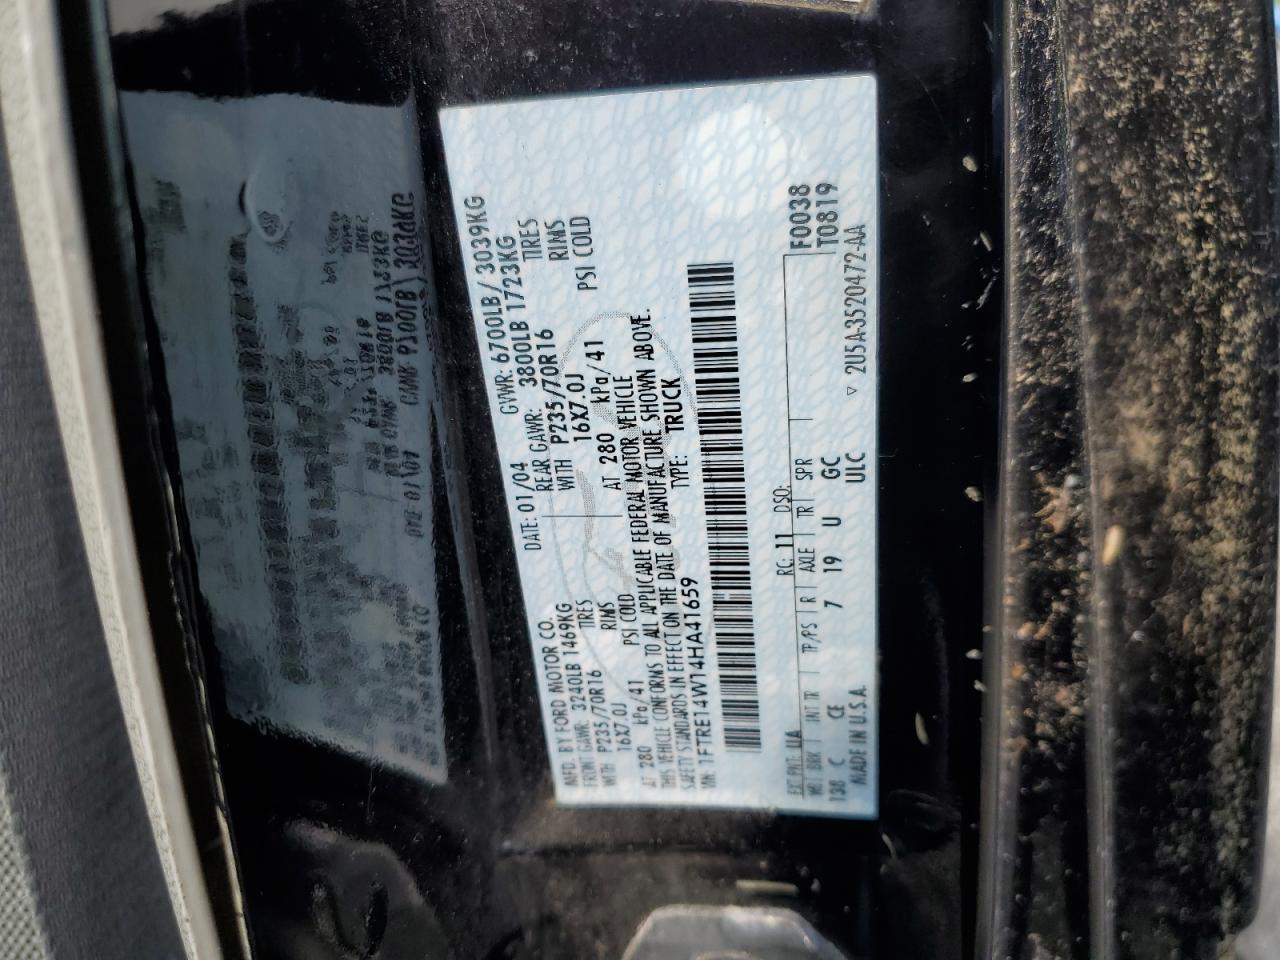 MFD. BY FORD MOTOR CO.
DATE: 01/04 GVWR: 6700LB/3039KG
FRONT GAWR: 3240LB 1469KG REAR GAWR: 3800LB 1723KG
WITH P235/70R16 TIRES WITH P235/70R16 TIRES
16X7.0J RIMS 16X7.0J RIMS
AT 280 kPa/41 PSI COLD AT 280 kPa/41 PSI COLD
THIS VEHICLE CONFORMS TO ALL APPLICABLE FEDERAL MOTOR VEHICLE
SAFETY STANDARDS IN EFFECT ON THE DATE OF MANUFACTURE SHOWN ABOVE.
VIN: 1FTRE14W14HA41659 TYPE: TRUCK
F0038
T0819
EXT PNT: UA RC: 11 DSO:
WB BRK INT TR TP/PS R AXLE TR SPR
138 C CE 7 19 U GC
MADE IN U.S.A. ULC
▽ 2U5A-3520472-AA